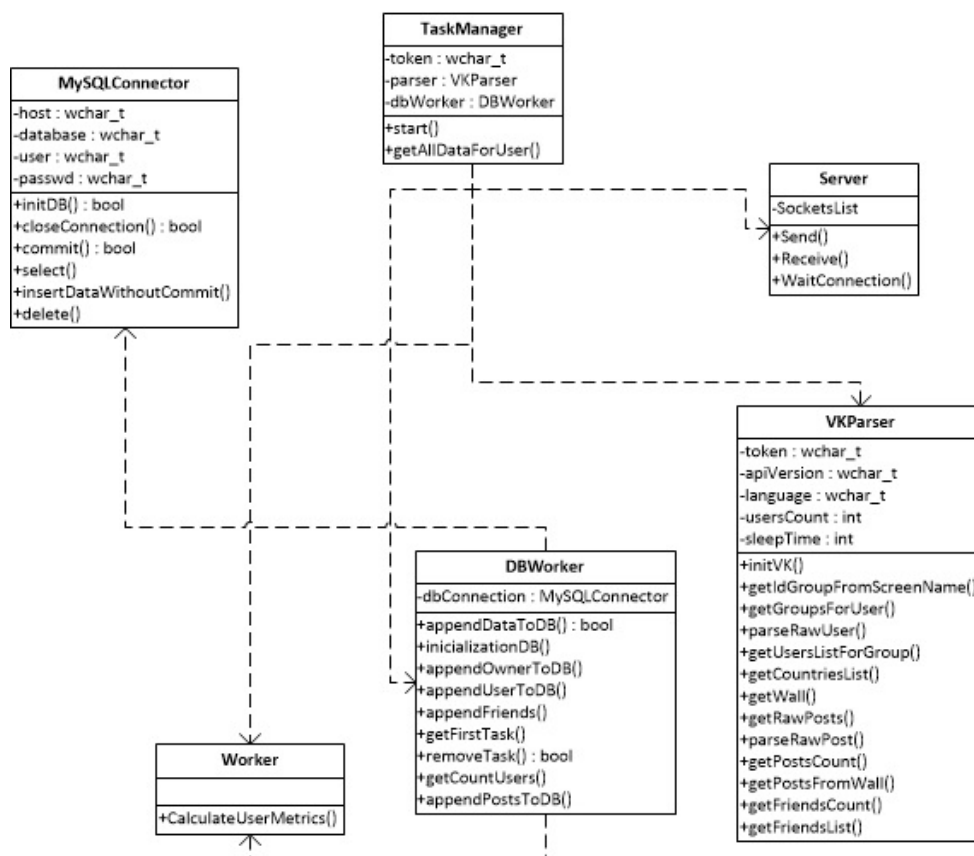 TaskManager
-token : wchar_t
-parser : VKParser
-dbWorker : DBWorker
+start()
+getAllDataForUser()
MySQLConnector
-host : wchar_t
-database : wchar_t
-user : wchar_t
-passwd : wchar_t
+initDB() : bool
+closeConnection() : bool
+commit() : bool
+select()
+insertDataWithoutCommit()
+delete()
Server
-SocketsList
+Send()
+Receive()
+WaitConnection()
VKParser
-token : wchar_t
-apiVersion : wchar_t
-language : wchar_t
-usersCount : int
-sleepTime : int
+initVK()
+getIdGroupFromScreenName()
+getGroupsForUser()
+parseRawUser()
+getUsersListForGroup()
+getCountriesList()
+getWall()
+getRawPosts()
+parseRawPost()
+getPostsCount()
+getPostsFromWall()
+getFriendsCount()
+getFriendsList()
DBWorker
-dbConnection : MySQLConnector
+appendDataToDB() : bool
+inicializationDB()
+appendOwnerToDB()
+appendUserToDB()
+appendFriends()
+getFirstTask()
+removeTask() : bool
+getCountUsers()
+appendPostsToDB()
Worker
+CalculateUserMetrics()